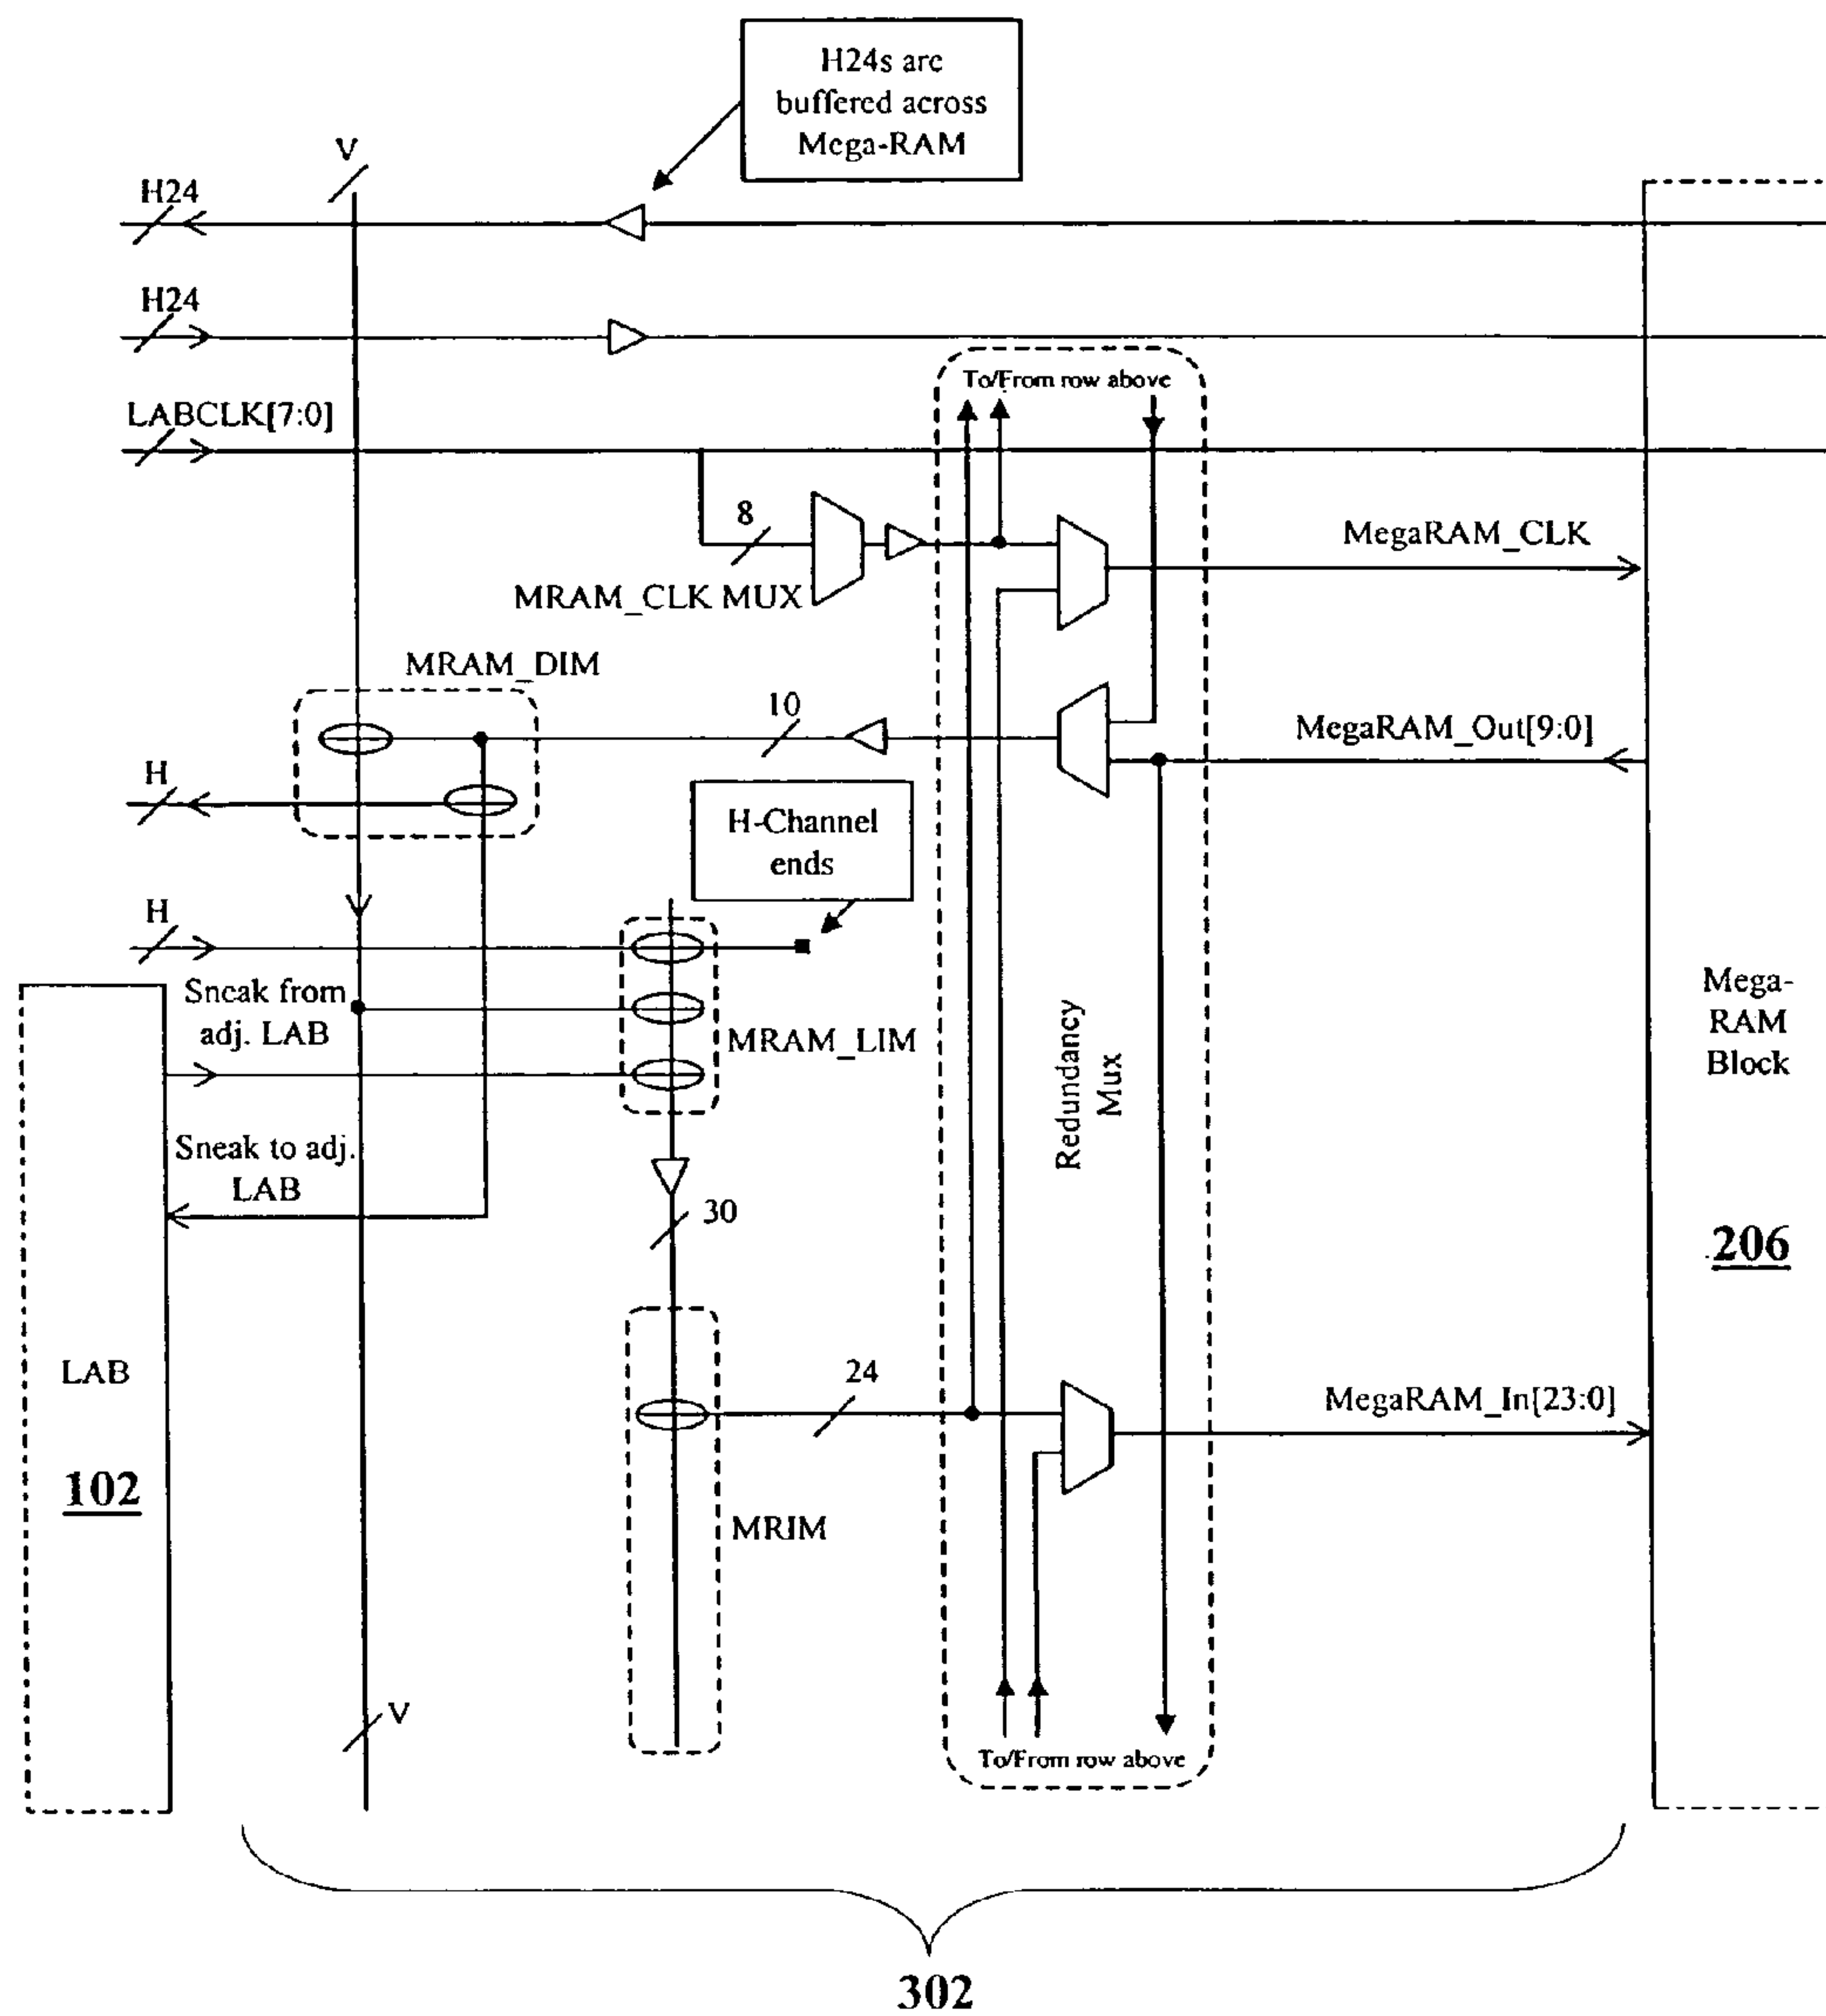 H24s are
buffered across
Mega-RAM
V
H24
H24
To/From row above
LABCLK[7:0]
8
MegaRAM_CLK
MRAM_CLK MUX
MRAM_DIM
10
MegaRAM_Out[9:0]
H
H-Channel
ends
H
Sneak from
adj. LAB
MRAM_LIM
Redundancy
Mux
Mega-
RAM
Block
Sneak to adj.
LAB
30
206
LAB
24
MegaRAM_In[23:0]
102
MRIM
V
To/From row above
302